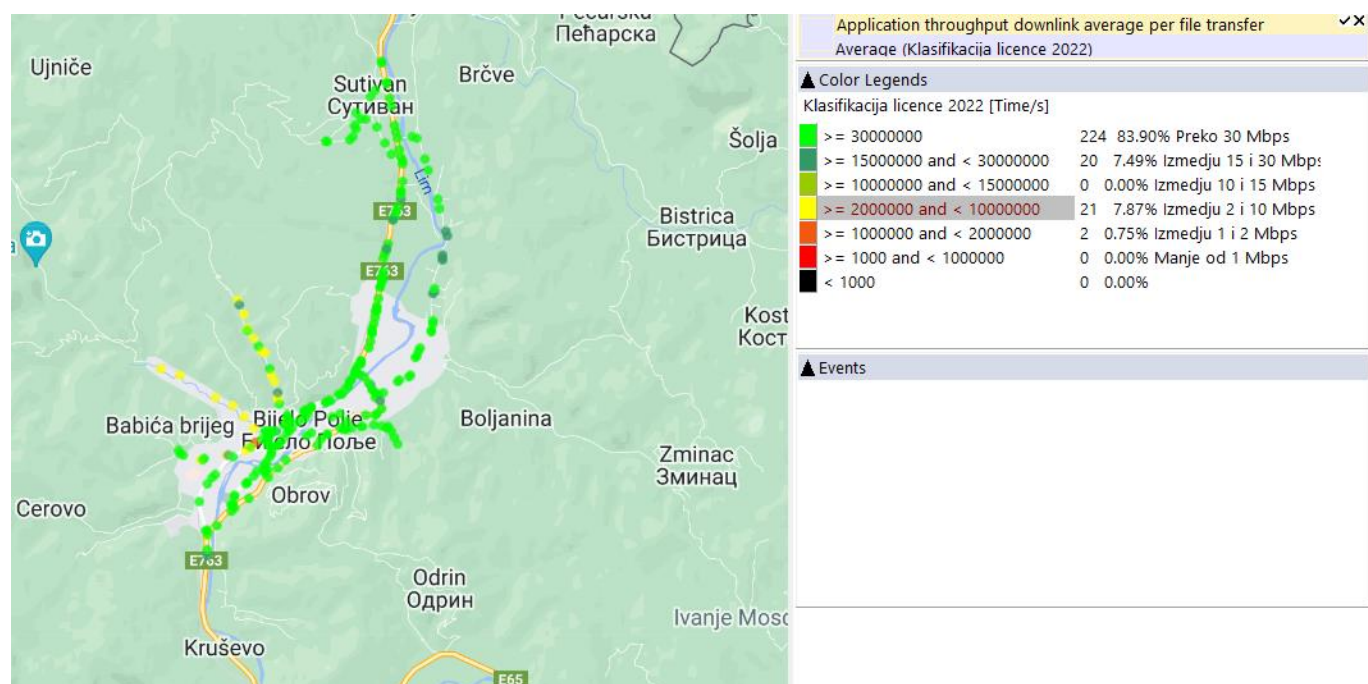 Пећарска
Ujniče
Brčve
Sutivan
Сутиван
Šolja
Lim
E763
Bistrica
Бистрица
E763
Kost
Кост
Babića brijeg
Bijelo Polje
Бијело Поље
Boljanina
Zminac
Зминац
Obrov
Cerovo
E763
Odrin
Одрин
Ivanje Mos
Kruševo
E65
Application throughput downlink average per file transfer
Average (Klasifikacija licence 2022)
Color Legends
Klasifikacija licence 2022 [Time/s]
>= 30000000 224 83.90% Preko 30 Mbps
>= 15000000 and < 30000000 20 7.49% Izmedju 15 i 30 Mbps
>= 10000000 and < 15000000 0 0.00% Izmedju 10 i 15 Mbps
>= 2000000 and < 10000000 21 7.87% Izmedju 2 i 10 Mbps
>= 1000000 and < 2000000 2 0.75% Izmedju 1 i 2 Mbps
>= 1000 and < 1000000 0 0.00% Manje od 1 Mbps
< 1000 0 0.00%
Events